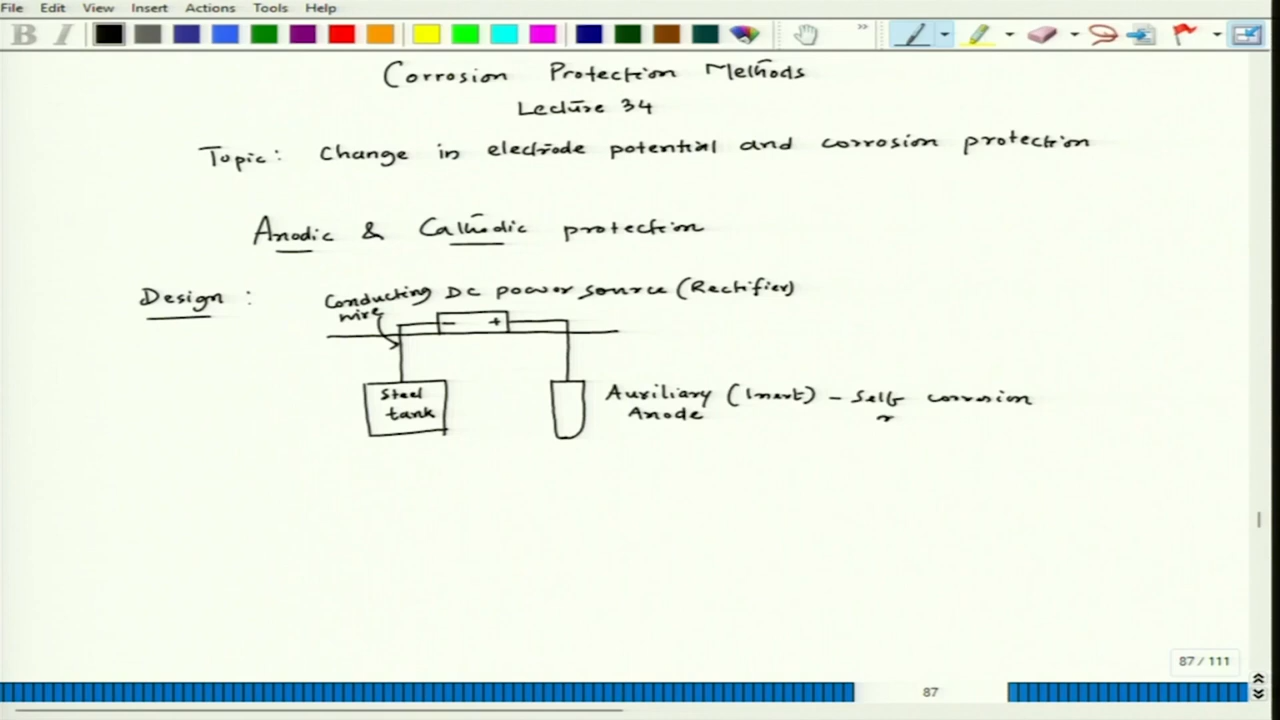 File Edit View Insert Actions Tools Help
B I
Corrosion Protection Methods
Lecture 34
Topic: Change in electrode potential and corrosion protection
Anodic & Cathodic protection
Design : Conducting DC power source (Rectifier)
wire
- +
Steel
tank
Auxiliary (Inert) - Self corrosion
Anode
87 / 111
87